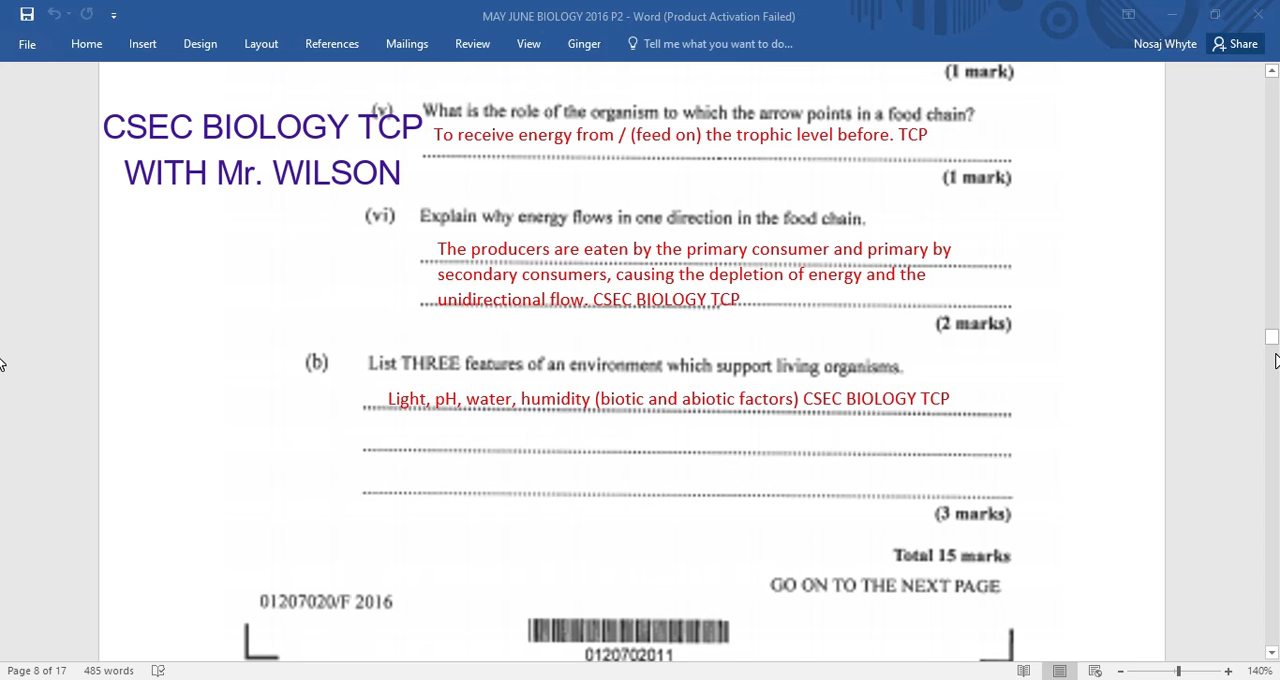 MAY JUNE BIOLOGY 2016 P2 - Word (Product Activation Failed)
File Home Insert Design Layout References Mailings Review View Ginger Tell me what you want to do... Nosaj Whyte Share
(1 mark)
CSEC BIOLOGY TCP
WITH Mr. WILSON
(v) What is the role of the organism to which the arrow points in a food chain?
To receive energy from / (feed on) the trophic level before. TCP
(1 mark)
(vi) Explain why energy flows in one direction in the food chain.
The producers are eaten by the primary consumer and primary by
secondary consumers, causing the depletion of energy and the
unidirectional flow. CSEC BIOLOGY TCP
(2 marks)
(b) List THREE features of an environment which support living organisms.
Light, pH, water, humidity (biotic and abiotic factors) CSEC BIOLOGY TCP
(3 marks)
Total 15 marks
GO ON TO THE NEXT PAGE
01207020/F 2016
0120702011
Page 8 of 17 485 words 140%